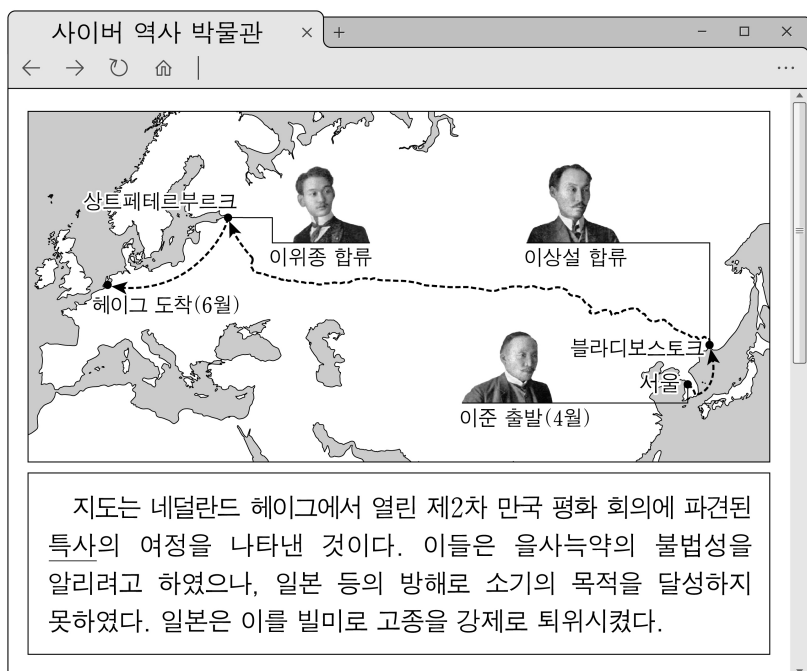 사이버 역사 박물관
상트페테르부르크
이위종 합류
이상설 합류
헤이그 도착(6월)
블라디보스토크
서울
이준 출발(4월)
지도는 네덜란드 헤이그에서 열린 제2차 만국 평화 회의에 파견된
특사의 여정을 나타낸 것이다. 이들은 을사늑약의 불법성을
알리려고 하였으나, 일본 등의 방해로 소기의 목적을 달성하지
못하였다. 일본은 이를 빌미로 고종을 강제로 퇴위시켰다.